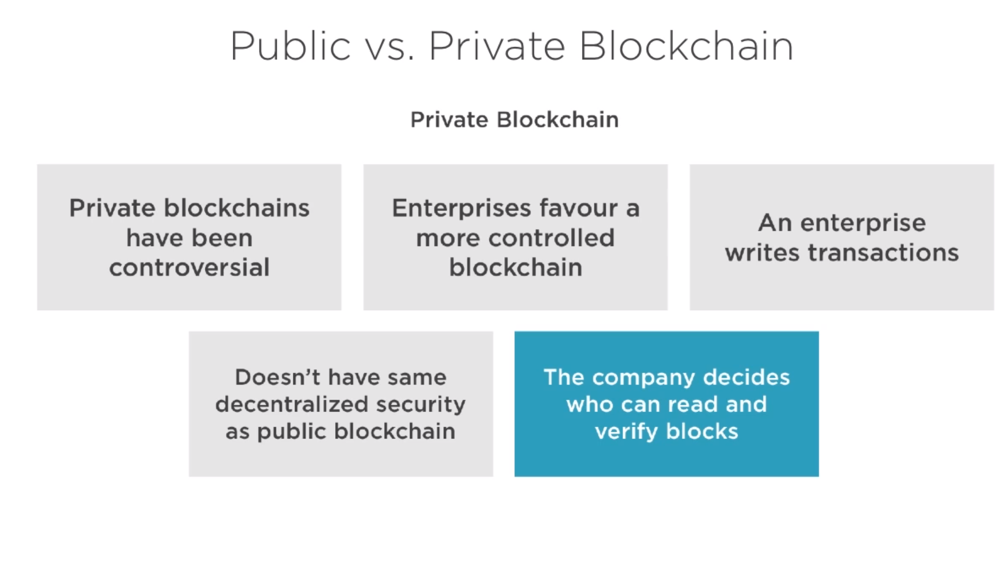 Public vs. Private Blockchain
Private Blockchain
Private blockchains
have been
controversial
Enterprises favour a
more controlled
blockchain
An enterprise
writes transactions
Doesn’t have same
decentralized security
as public blockchain
The company decides
who can read and
verify blocks